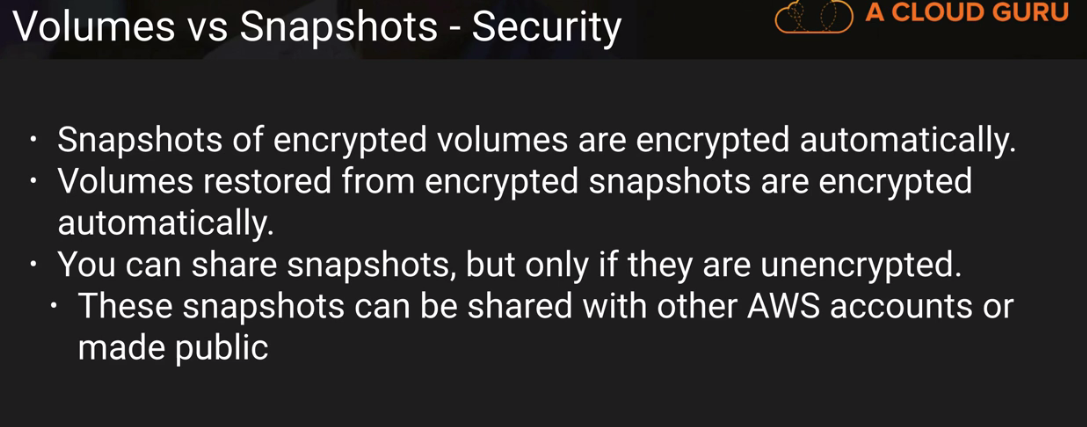 Volumes vs Snapshots - Security
A CLOUD GURU
• Snapshots of encrypted volumes are encrypted automatically.
• Volumes restored from encrypted snapshots are encrypted
automatically.
• You can share snapshots, but only if they are unencrypted.
• These snapshots can be shared with other AWS accounts or
made public